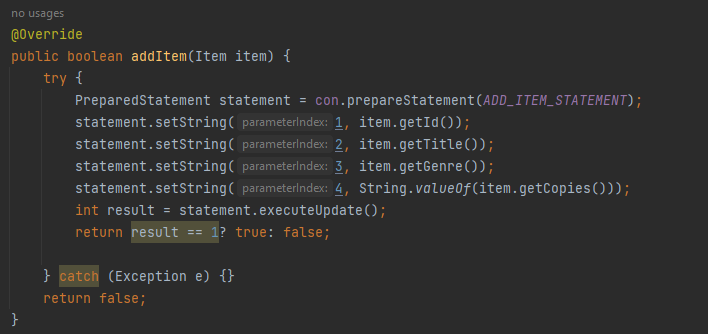 no usages
@Override
public boolean addItem(Item item) {
try {
PreparedStatement statement = con.prepareStatement(ADD_ITEM_STATEMENT);
statement.setString( parameterIndex: 1, item.getId());
statement.setString( parameterIndex: 2, item.getTitle());
statement.setString( parameterIndex: 3, item.getGenre());
statement.setString( parameterIndex: 4, String.valueOf(item.getCopies()));
int result = statement.executeUpdate();
return result == 1? true: false;
} catch (Exception e) {}
return false;
}